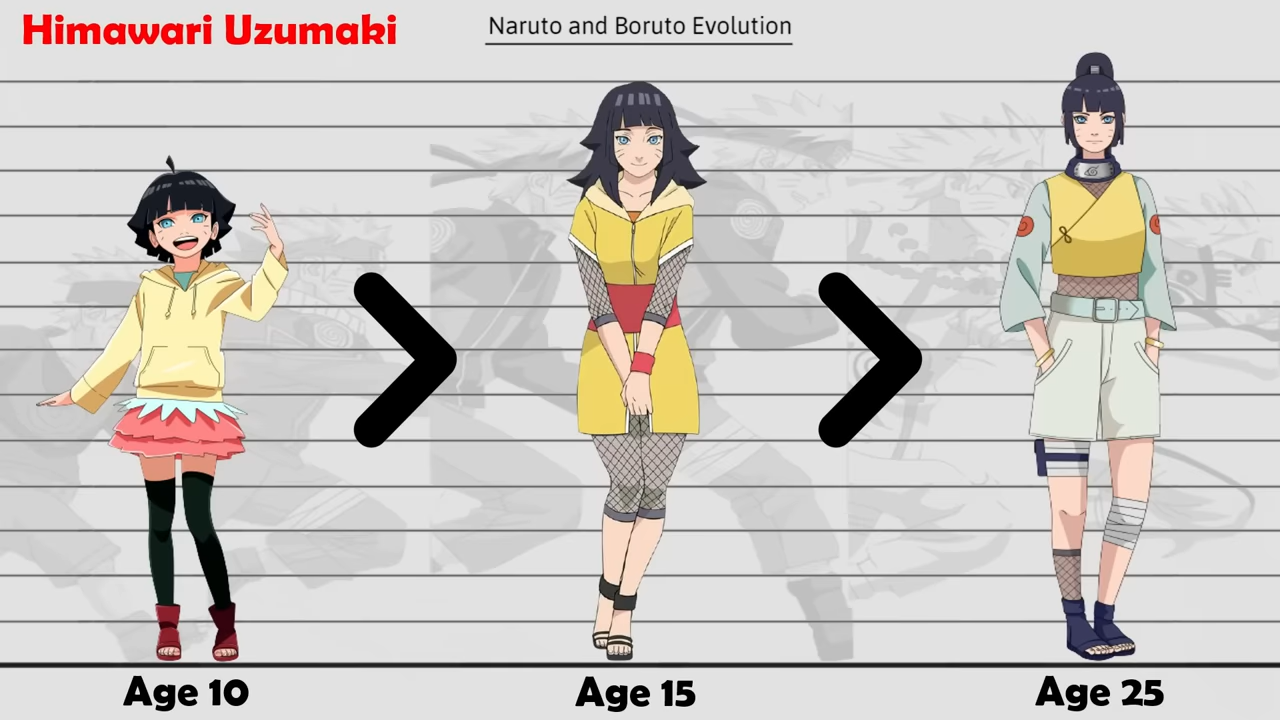 Himawari Uzumaki
Naruto and Boruto Evolution
Age 10
Age 15
Age 25